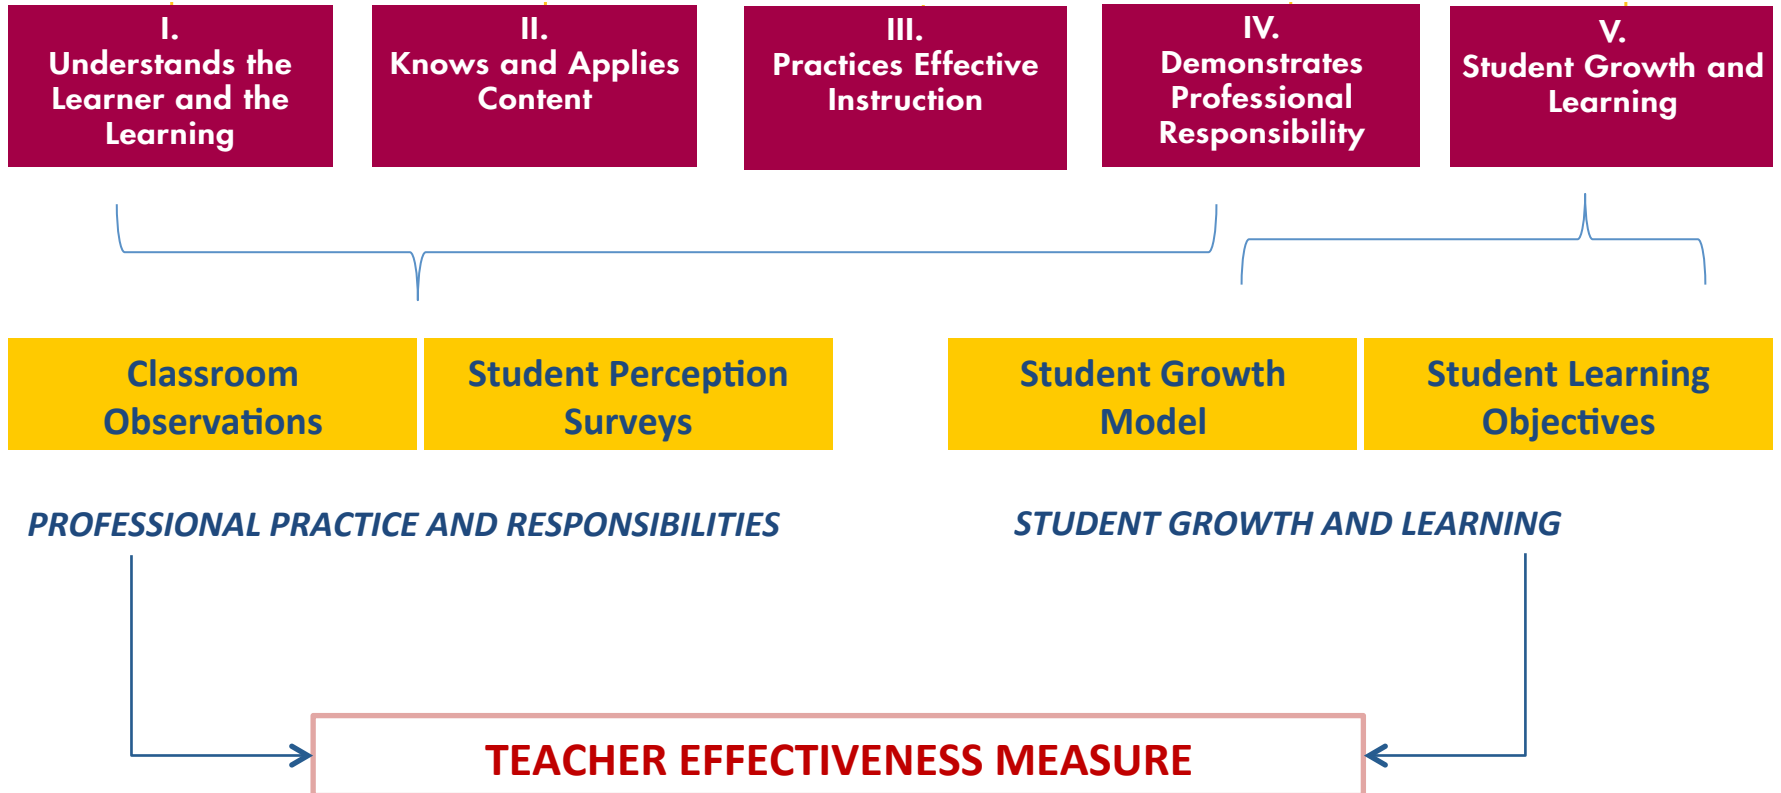 I.
Understands the
Learner and the
Learning
II.
Knows and Applies
Content
III.
Practices Effective
Instruction
IV.
Demonstrates
Professional
Responsibility
V.
Student Growth and
Learning
Classroom
Observations
Student Perception
Surveys
Student Growth
Model
Student Learning
Objectives
PROFESSIONAL PRACTICE AND RESPONSIBILITIES
STUDENT GROWTH AND LEARNING
TEACHER EFFECTIVENESS MEASURE